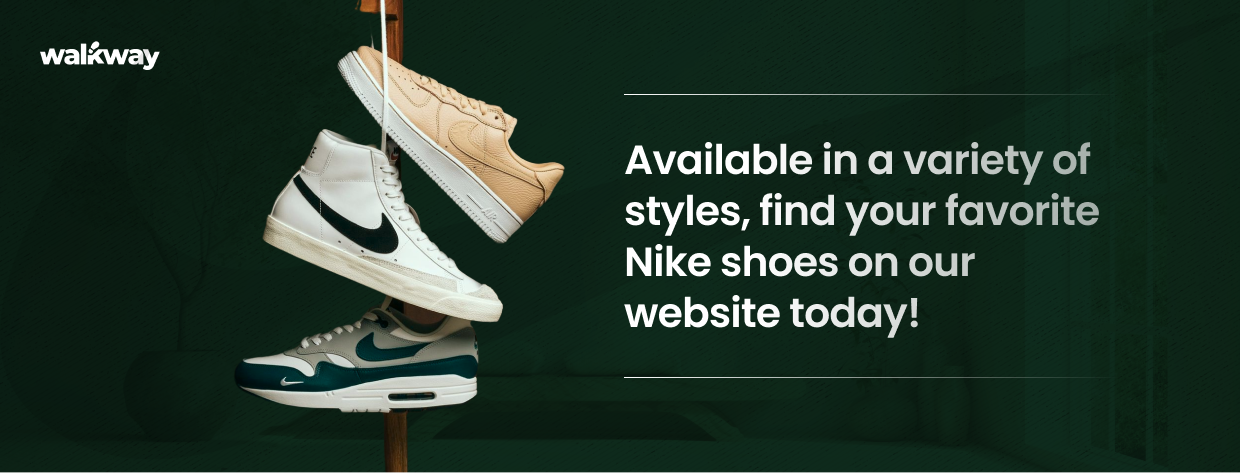 walkway
Available in a variety of
styles, find your favorite
Nike shoes on our
website today!